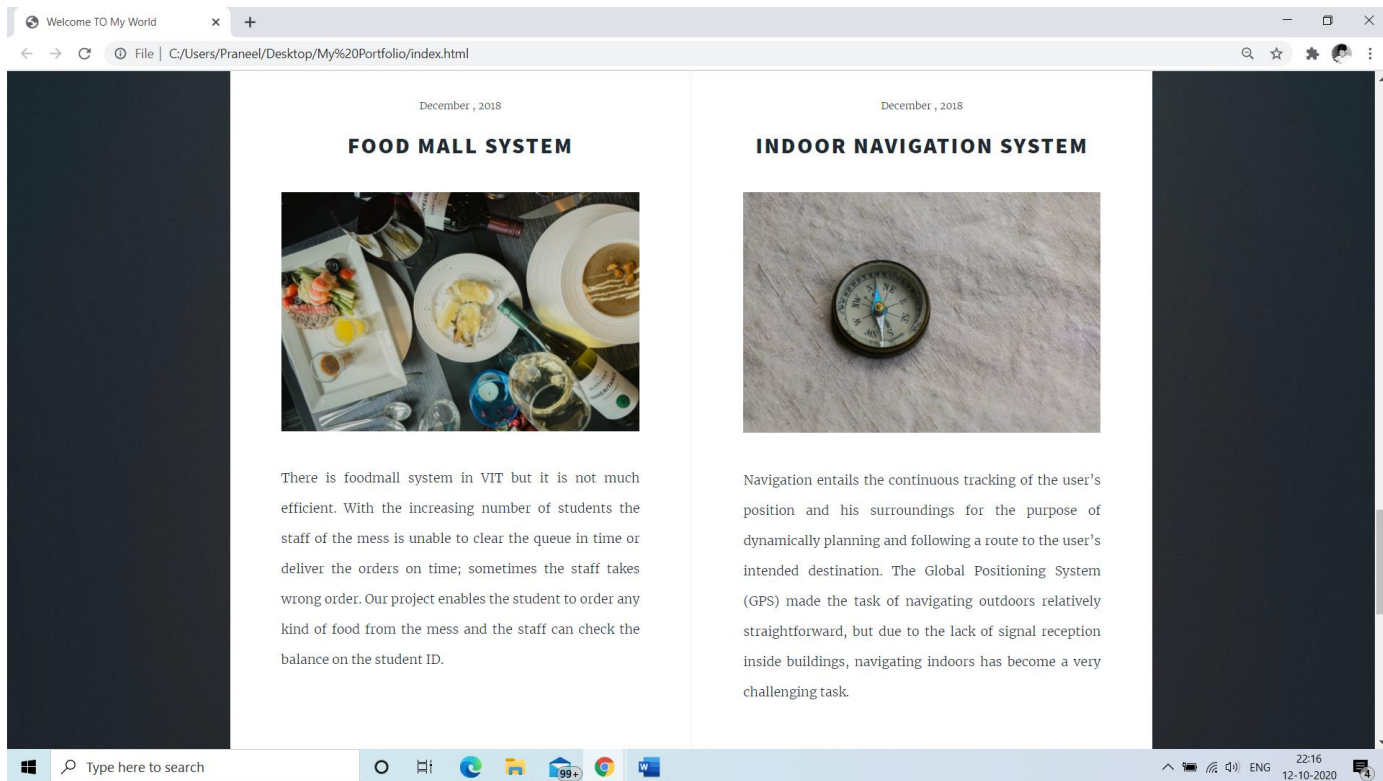 Welcome TO My World
File | C:/Users/Praneel/Desktop/My%20Portfolio/index.html
December , 2018
FOOD MALL SYSTEM
There is foodmall system in VIT but it is not much
efficient. With the increasing number of students the
staff of the mess is unable to clear the queue in time or
deliver the orders on time; sometimes the staff takes
wrong order. Our project enables the student to order any
kind of food from the mess and the staff can check the
balance on the student ID.
December , 2018
INDOOR NAVIGATION SYSTEM
N
NE
E
SE
S
W
NW
Navigation entails the continuous tracking of the user’s
position and his surroundings for the purpose of
dynamically planning and following a route to the user’s
intended destination. The Global Positioning System
(GPS) made the task of navigating outdoors relatively
straightforward, but due to the lack of signal reception
inside buildings, navigating indoors has become a very
challenging task.
Type here to search
99+
W
ENG
22:16
12-10-2020
4